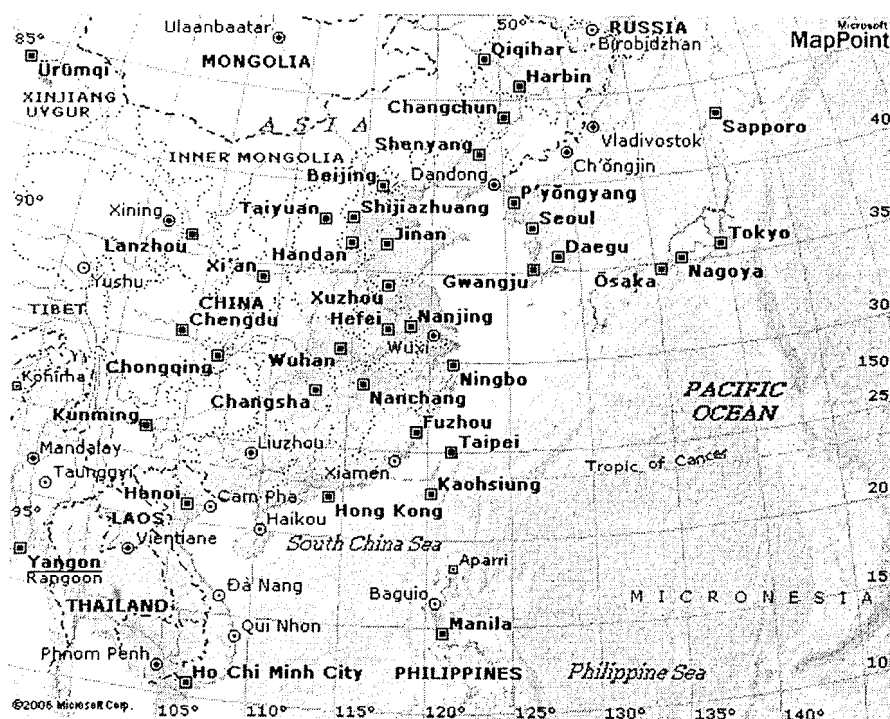 Microsoft
MapPoint
Ulaanbaatar
50°
RUSSIA
Birobidzhan
85°
Ürümqi
MONGOLIA
Qiqihar
Harbin
XINJIANG
UYGUR
Changchun
ASIA
40
Vladivostok
Sapporo
Shenyang
INNER MONGOLIA
Beijing
Dandong
Ch'ŏngjin
90°
P'yŏngyang
35
Xining
Taiyuan
Shijiazhuang
Seoul
Lanzhou
Handan
Jinan
Daegu
Tokyo
Xi'an
Gwangju
Ōsaka
Nagoya
Yushu
TIBET
CHINA
Xuzhou
30
Chengdu
Hefei
Nanjing
Wuxi
Chongqing
Wuhan
150
Kohima
Ningbo
Changsha
Nanchang
PACIFIC
OCEAN
25
Kunming
Fuzhou
Mandalay
Liuzhou
Taipei
Taunggyi
Xiamen
Tropic of Cancer
Hanoi
Cam Pha
Kaohsiung
20
95°
LAOS
Haikou
Hong Kong
Vientiane
South China Sea
Yangon
Rangoon
Aparri
15
Đà Nang
Baguio
MICRONESIA
THAILAND
Qui Nhon
Manila
Phnom Penh
Ho Chi Minh City
PHILIPPINES
Philippine Sea
10
©2006 Microsoft Corp.
105°
110°
115°
120°
125°
130°
135°
140°